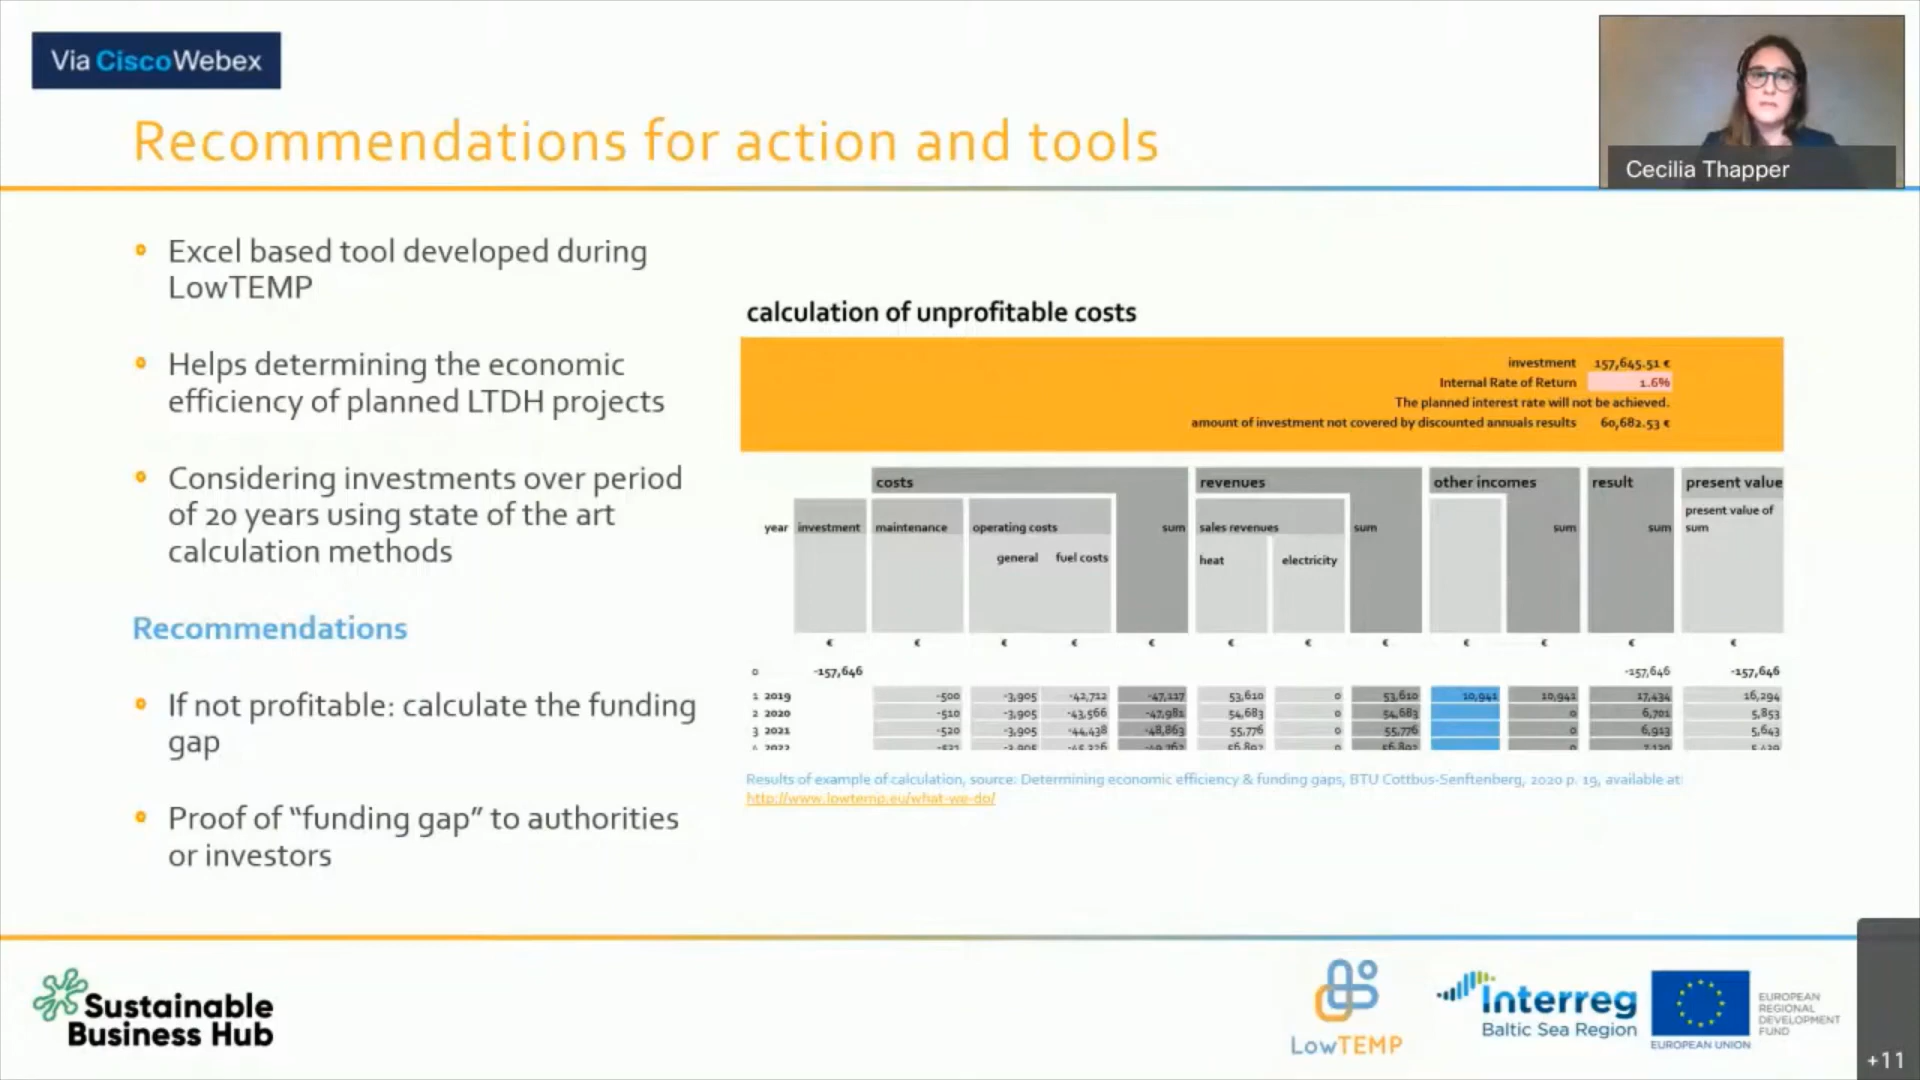 Via CiscoWebex
Cecilia Thapper
Recommendations for action and tools
Excel based tool developed during
LowTEMP
Helps determining the economic
efficiency of planned LTDH projects
Considering investments over period
of 20 years using state of the art
calculation methods
Recommendations
If not profitable: calculate the funding
gap
Proof of “funding gap” to authorities
or investors
calculation of unprofitable costs
investment 157,645.51 €
Internal Rate of Return 1.6%
The planned interest rate will not be achieved.
amount of investment not covered by discounted annuals results 60,682.53 €
costs revenues other incomes result present value
year investment maintenance operating costs sum sales revenues sum sum sum present value of sum
general fuel costs heat electricity
€ € € € € € € € € € € €
0 -157,646 -157,646 -157,646
1 2019 -500 -3,905 -42,712 -47,117 53,610 0 53,610 10,941 10,941 17,434 16,294
2 2020 -510 -3,905 -43,566 -47,981 54,683 0 54,683 0 6,701 5,853
3 2021 -520 -3,905 -44,438 -48,863 55,776 0 55,776 0 6,913 5,643
Results of example of calculation, source: Determining economic efficiency & funding gaps, BTU Cottbus-Senftenberg, 2020 p. 19, available at:
http://www.lowtemp.eu/what-we-do/
Sustainable
Business Hub
LowTEMP
Interreg
Baltic Sea Region
EUROPEAN UNION
EUROPEAN
REGIONAL
DEVELOPMENT
FUND
+11